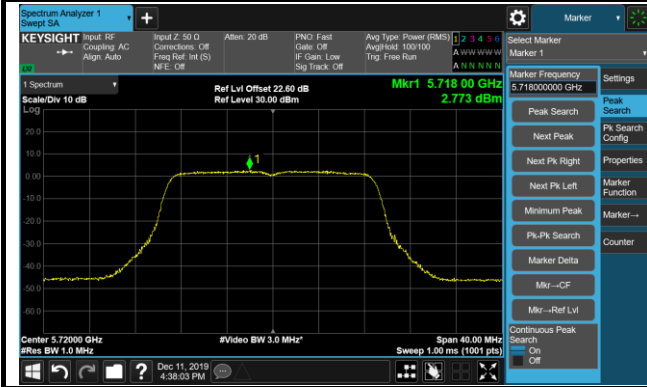 Spectrum Analyzer 1
Swept SA
Marker
KEYSIGHT
Input: RF
Coupling: AC
Align: Auto
Input Z: 50 Ω
Corrections: Off
Freq Ref: Int (S)
NFE: Off
Atten: 20 dB
PNO: Fast
Gate: Off
IF Gain: Low
Sig Track: Off
Avg Type: Power (RMS)
Avg|Hold: 100/100
Trig: Free Run
1 2 3 4 5 6
A W W W W W
A N N N N N
Select Marker
Marker 1
1 Spectrum
Scale/Div 10 dB
Log
Ref Lvl Offset 22.60 dB
Ref Level 30.00 dBm
Mkr1 5.718 00 GHz
2.773 dBm
20.0
10.0
0.00
-10.0
-20.0
-30.0
-40.0
-50.0
-60.0
1
Center 5.72000 GHz
#Res BW 1.0 MHz
#Video BW 3.0 MHz*
Span 40.00 MHz
Sweep 1.00 ms (1001 pts)
Marker Frequency
5.718000000 GHz
Peak Search
Next Peak
Next Pk Right
Next Pk Left
Minimum Peak
Pk-Pk Search
Marker Delta
Mkr→CF
Mkr→Ref Lvl
Continuous Peak
Search
On
Off
Settings
Peak
Search
Pk Search
Config
Properties
Marker
Function
Marker→
Counter
Dec 11, 2019
4:38:03 PM